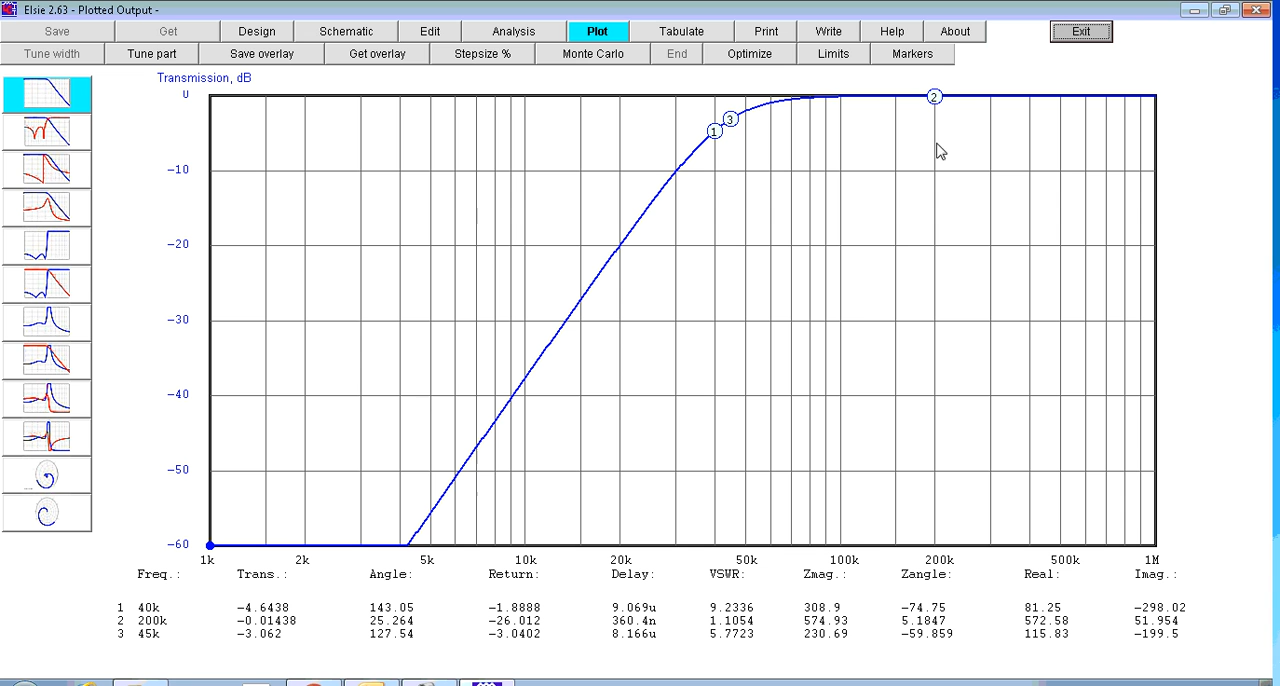 Elsie 2.63 - Plotted Output -
Save Get Design Schematic Edit Analysis Plot Tabulate Print Write Help About Exit
Tune width Tune part Save overlay Get overlay Stepsize % Monte Carlo End Optimize Limits Markers
Transmission, dB
0
-10
-20
-30
-40
-50
-60
1
3
2
1k 2k 5k 10k 20k 50k 100k 200k 500k 1M
Freq.: Trans.: Angle: Return: Delay: VSWR: Zmag.: Zangle: Real: Imag.:
1 40k -4.6438 143.05 -1.8888 9.069u 9.2336 308.9 -74.75 81.25 -298.02
2 200k -0.01438 25.264 -26.012 360.4n 1.1054 574.93 5.1847 572.58 51.954
3 45k -3.062 127.54 -3.0402 8.166u 5.7723 230.69 -59.859 115.83 -199.5